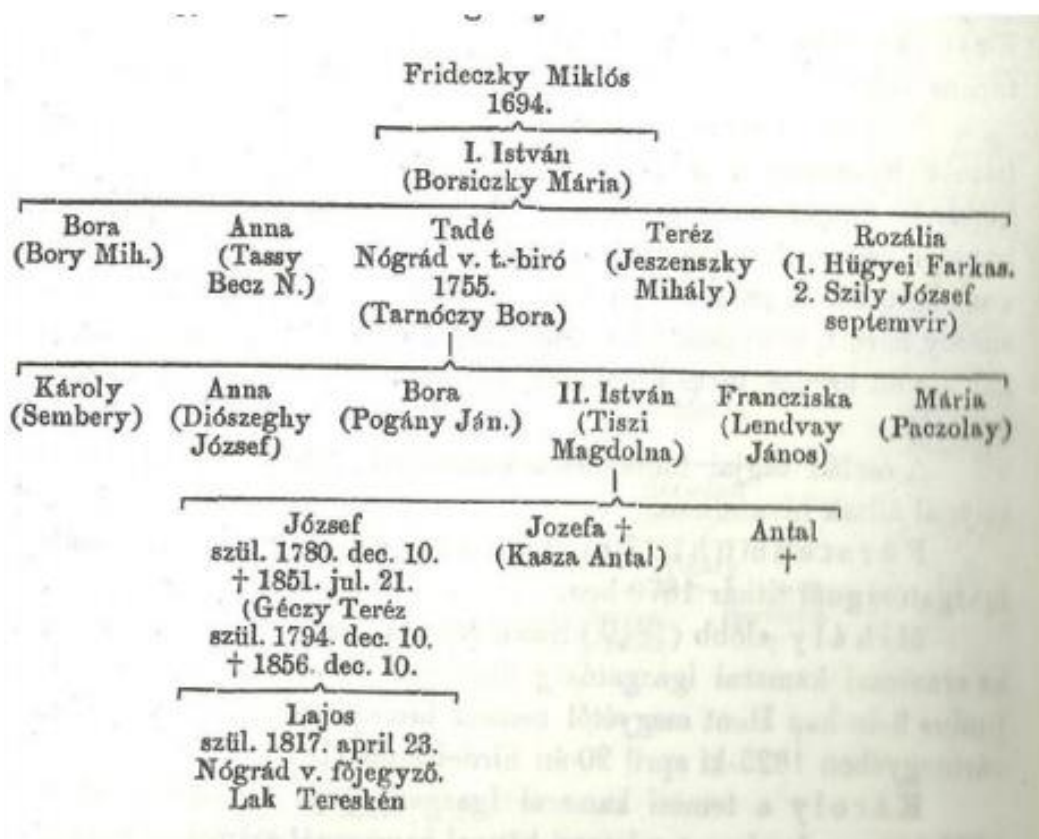 Frideczky Miklós
1694.
I. István
(Borsiczky Mária)
Bora
(Bory Mih.)
Anna
(Tassy
Becz N.)
Tadé
Nógrád v. t.-biró
1755.
(Tarnóczy Bora)
Teréz
(Jeszenszky
Mihály)
Rozália
(1. Hügyei Farkas.
2. Szily József
septemvir)
Károly
(Sembery)
Anna
(Diószeghy
József)
Bora
(Pogány Ján.)
II. István
(Tiszi
Magdolna)
Francziska
(Lendvay
János)
Mária
(Paczolay)
József
szül. 1780. dec. 10.
† 1851. jul. 21.
(Géczy Teréz
szül. 1794. dec. 10.
† 1856. dec. 10.
Jozefa †
(Kasza Antal)
Antal
†
Lajos
szül. 1817. april 23.
Nógrád v. főjegyző.
Lak Tereskén